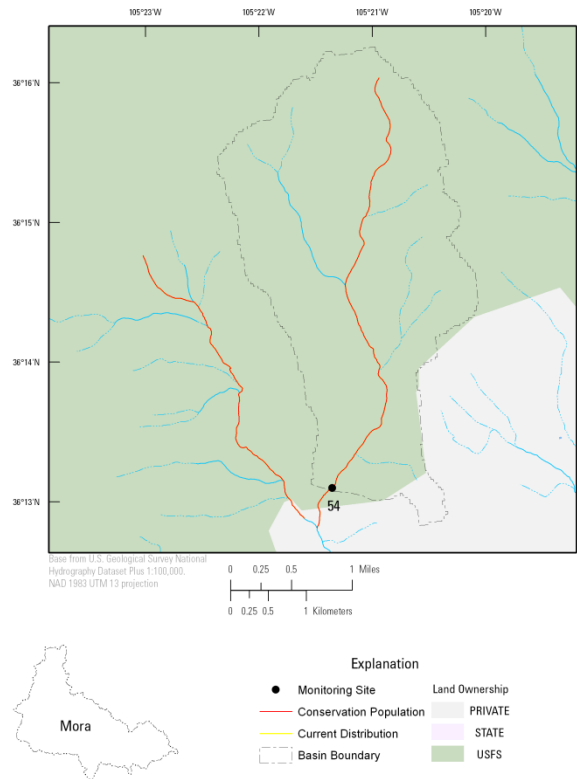 105°23'W 105°22'W 105°21'W 105°20'W
36°16'N
36°15'N
36°14'N
36°13'N
54
Base from U.S. Geological Survey National
Hydrography Dataset Plus 1:100,000.
NAD 1983 UTM 13 projection
0 0.25 0.5 1 Miles
0 0.25 0.5 1 Kilometers
Mora
Explanation
Monitoring Site
Conservation Population
Current Distribution
Basin Boundary
Land Ownership
PRIVATE
STATE
USFS